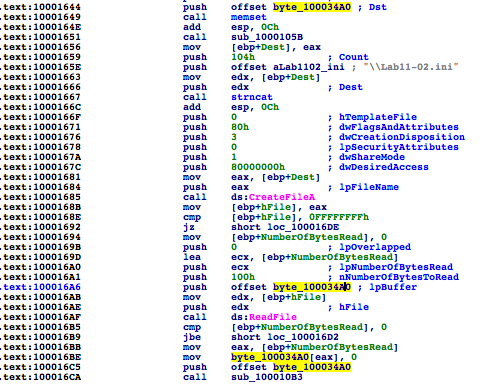 .text:10001644 push offset byte_100034A0 ; Dst
.text:10001649 call memset
.text:1000164E add esp, 0Ch
.text:10001651 call sub_1000105B
.text:10001656 mov [ebp+Dest], eax
.text:10001659 push 104h ; Count
.text:1000165E push offset aLab1102_ini ; "\\Lab11-02.ini"
.text:10001663 mov edx, [ebp+Dest]
.text:10001666 push edx ; Dest
.text:10001667 call strncat
.text:1000166C add esp, 0Ch
.text:1000166F push 0 ; hTemplateFile
.text:10001671 push 80h ; dwFlagsAndAttributes
.text:10001676 push 3 ; dwCreationDisposition
.text:10001678 push 0 ; lpSecurityAttributes
.text:1000167A push 1 ; dwShareMode
.text:1000167C push 80000000h ; dwDesiredAccess
.text:10001681 mov eax, [ebp+Dest]
.text:10001684 push eax ; lpFileName
.text:10001685 call ds:CreateFileA
.text:1000168B mov [ebp+hFile], eax
.text:1000168E cmp [ebp+hFile], 0FFFFFFFFh
.text:10001692 jz short loc_100016DE
.text:10001694 mov [ebp+NumberOfBytesRead], 0
.text:1000169B push 0 ; lpOverlapped
.text:1000169D lea ecx, [ebp+NumberOfBytesRead]
.text:100016A0 push ecx ; lpNumberOfBytesRead
.text:100016A1 push 100h ; nNumberOfBytesToRead
.text:100016A6 push offset byte_100034A0 ; lpBuffer
.text:100016AB mov edx, [ebp+hFile]
.text:100016AE push edx ; hFile
.text:100016AF call ds:ReadFile
.text:100016B5 cmp [ebp+NumberOfBytesRead], 0
.text:100016B9 jbe short loc_100016D2
.text:100016BB mov eax, [ebp+NumberOfBytesRead]
.text:100016BE mov byte_100034A0[eax], 0
.text:100016C5 push offset byte_100034A0
.text:100016CA call sub_100010B3